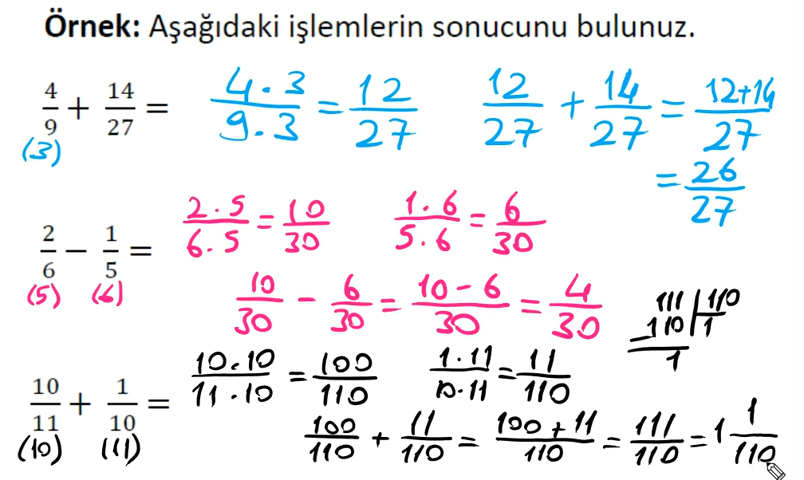 Örnek: Aşağıdaki işlemlerin sonucunu bulunuz.
4/9 + 14/27 = (3) 4 · 3 / 9 · 3 = 12/27 12/27 + 14/27 = 12+14 / 27
= 26/27
2/6 − 1/5 = (5) (6) 2 · 5 / 6 · 5 = 10/30 1 · 6 / 5 · 6 = 6/30
10/30 − 6/30 = 10 − 6 / 30 = 4/30
111 | 110
− 110 | 1
1
10/11 + 1/10 = (10) (11) 10 · 10 / 11 · 10 = 100/110 1 · 11 / 10 · 11 = 11/110
100/110 + 11/110 = 100 + 11 / 110 = 111/110 = 1 1/110